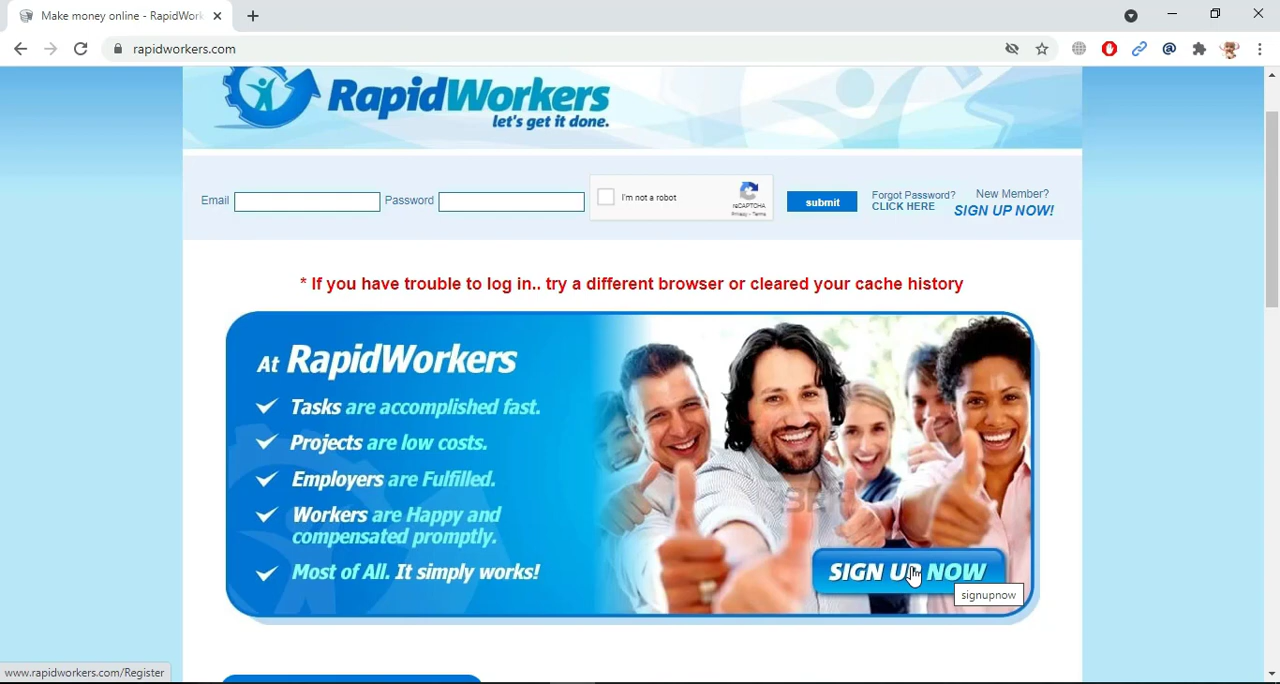 Make money online - RapidWork
rapidworkers.com
RapidWorkers
let's get it done.
Email
Password
I'm not a robot
reCAPTCHA
Privacy - Terms
submit
Forgot Password?
CLICK HERE
New Member?
SIGN UP NOW!
* If you have trouble to log in.. try a different browser or cleared your cache history
At RapidWorkers
Tasks are accomplished fast.
Projects are low costs.
Employers are Fulfilled.
Workers are Happy and
compensated promptly.
Most of All. It simply works!
SIGN UP NOW
signupnow
www.rapidworkers.com/Register